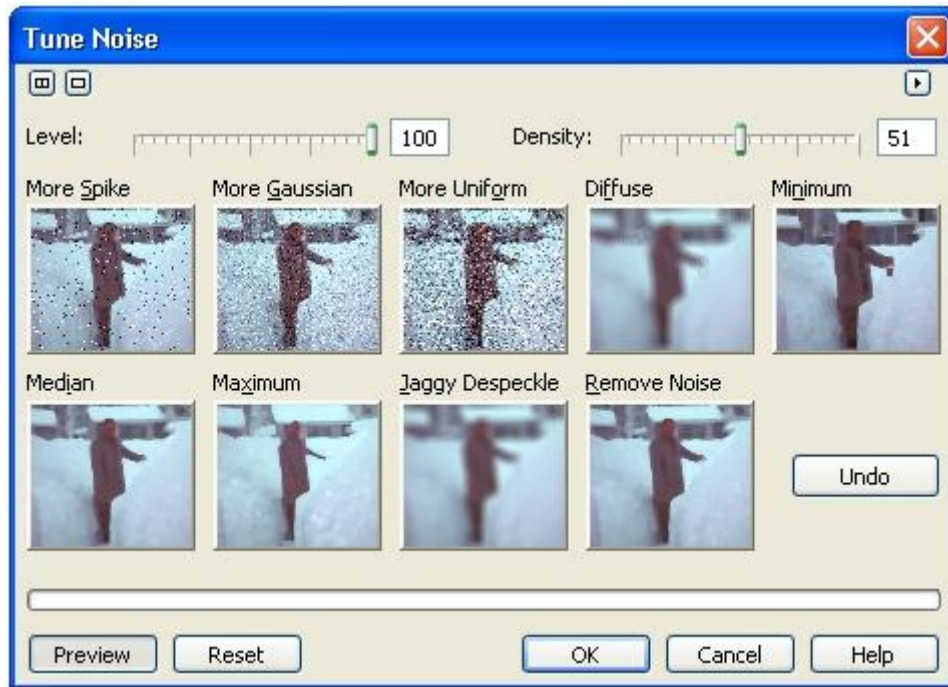 Tune Noise
Level: 100 Density: 51
More Spike More Gaussian More Uniform Diffuse Minimum
Median Maximum Jaggy Despeckle Remove Noise
Undo
Preview Reset OK Cancel Help